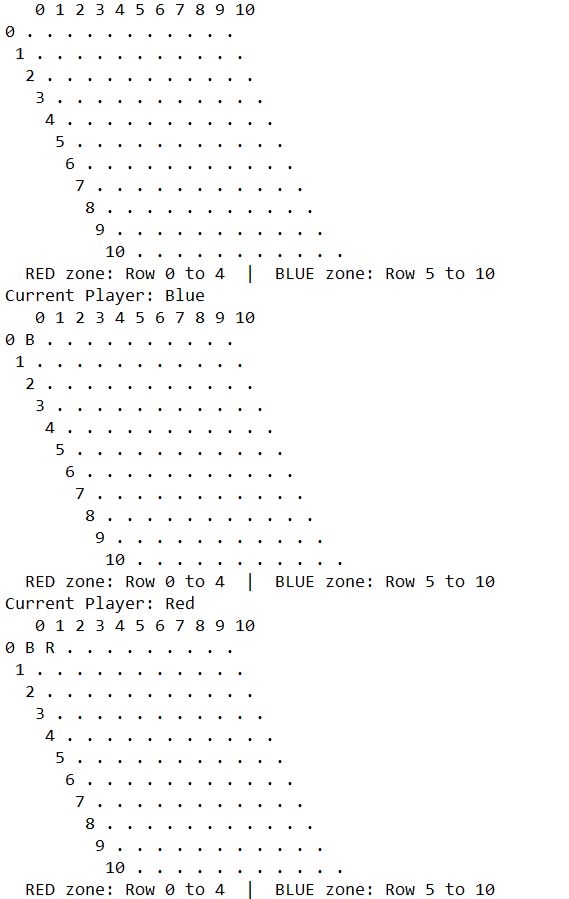 0 1 2 3 4 5 6 7 8 9 10
0 . . . . . . . . . . .
 1 . . . . . . . . . . .
  2 . . . . . . . . . . .
   3 . . . . . . . . . . .
    4 . . . . . . . . . . .
     5 . . . . . . . . . . .
      6 . . . . . . . . . . .
       7 . . . . . . . . . . .
        8 . . . . . . . . . . .
         9 . . . . . . . . . . .
          10 . . . . . . . . . . .
  RED zone: Row 0 to 4  |  BLUE zone: Row 5 to 10
Current Player: Blue
   0 1 2 3 4 5 6 7 8 9 10
0 B . . . . . . . . . .
 1 . . . . . . . . . . .
  2 . . . . . . . . . . .
   3 . . . . . . . . . . .
    4 . . . . . . . . . . .
     5 . . . . . . . . . . .
      6 . . . . . . . . . . .
       7 . . . . . . . . . . .
        8 . . . . . . . . . . .
         9 . . . . . . . . . . .
          10 . . . . . . . . . . .
  RED zone: Row 0 to 4  |  BLUE zone: Row 5 to 10
Current Player: Red
   0 1 2 3 4 5 6 7 8 9 10
0 B R . . . . . . . . .
 1 . . . . . . . . . . .
  2 . . . . . . . . . . .
   3 . . . . . . . . . . .
    4 . . . . . . . . . . .
     5 . . . . . . . . . . .
      6 . . . . . . . . . . .
       7 . . . . . . . . . . .
        8 . . . . . . . . . . .
         9 . . . . . . . . . . .
          10 . . . . . . . . . . .
  RED zone: Row 0 to 4  |  BLUE zone: Row 5 to 10